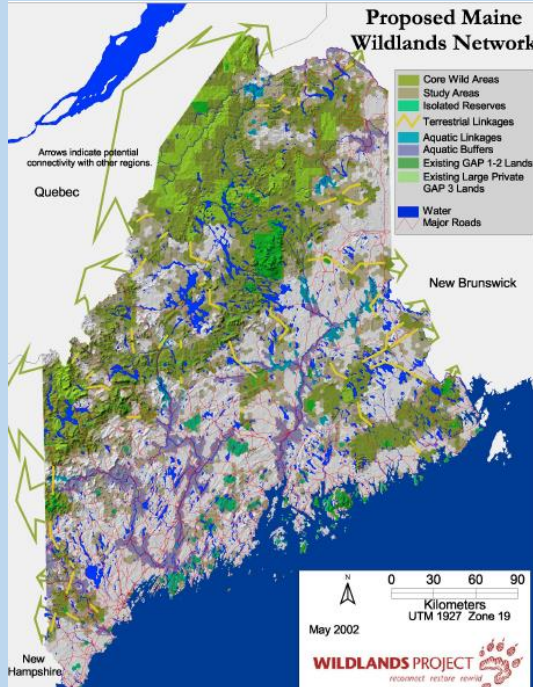 Proposed Maine
Wildlands Network
Core Wild Areas
Study Areas
Isolated Reserves
Terrestrial Linkages
Aquatic Linkages
Aquatic Buffers
Existing GAP 1-2 Lands
Existing Large Private
GAP 3 Lands
Water
Major Roads
Arrows indicate potential
connectivity with other regions.
Quebec
New Brunswick
New
Hampshire
N
0 30 60 90
Kilometers
UTM 1927 Zone 19
May 2002
WILDLANDS PROJECT
reconnect restore rewild